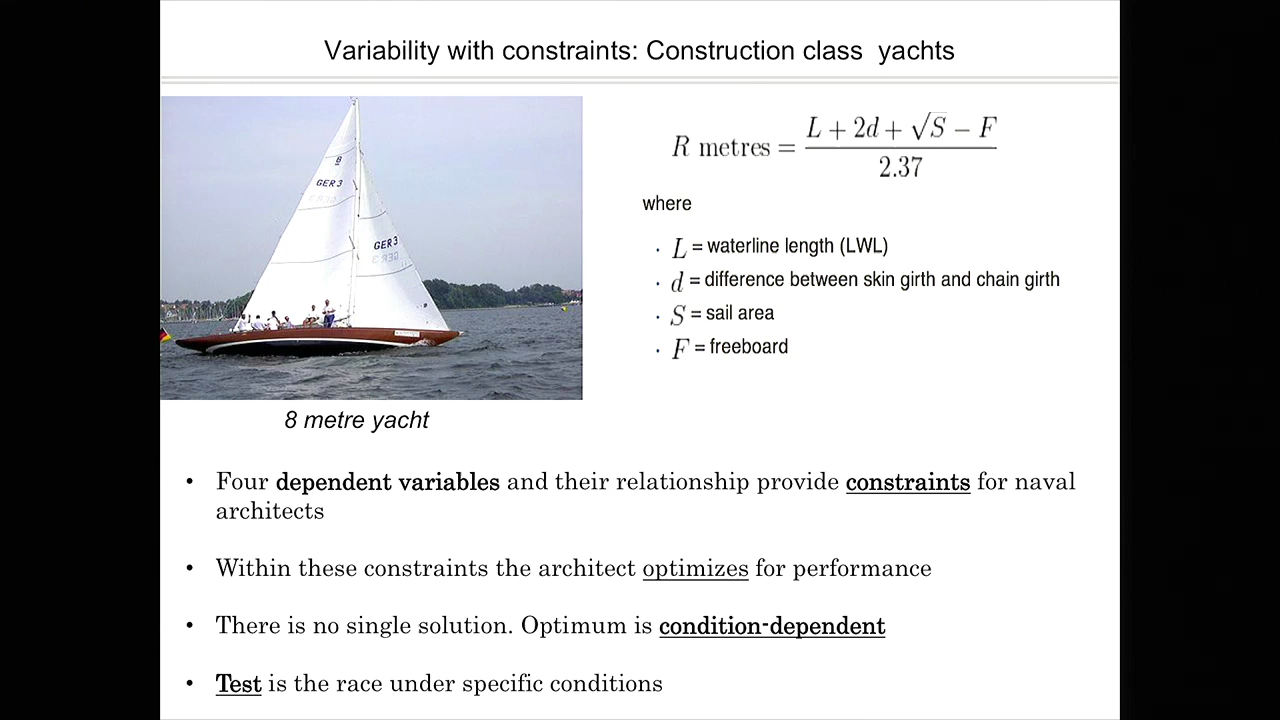 Variability with constraints: Construction class yachts
8
GER 3
GER 3
R metres = \frac{L + 2d + \sqrt{S} - F}{2.37}
where
· L = waterline length (LWL)
· d = difference between skin girth and chain girth
· S = sail area
· F = freeboard
8 metre yacht
• Four dependent variables and their relationship provide constraints for naval
architects
• Within these constraints the architect optimizes for performance
• There is no single solution. Optimum is condition-dependent
• Test is the race under specific conditions